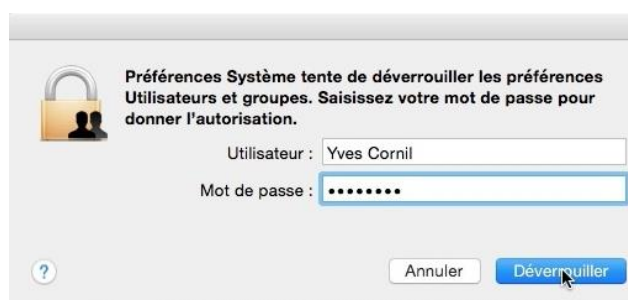 Préférences Système tente de déverrouiller les préférences
Utilisateurs et groupes. Saisissez votre mot de passe pour
donner l'autorisation.
Utilisateur : Yves Cornil
Mot de passe : ••••••••
? Annuler Déverrouiller